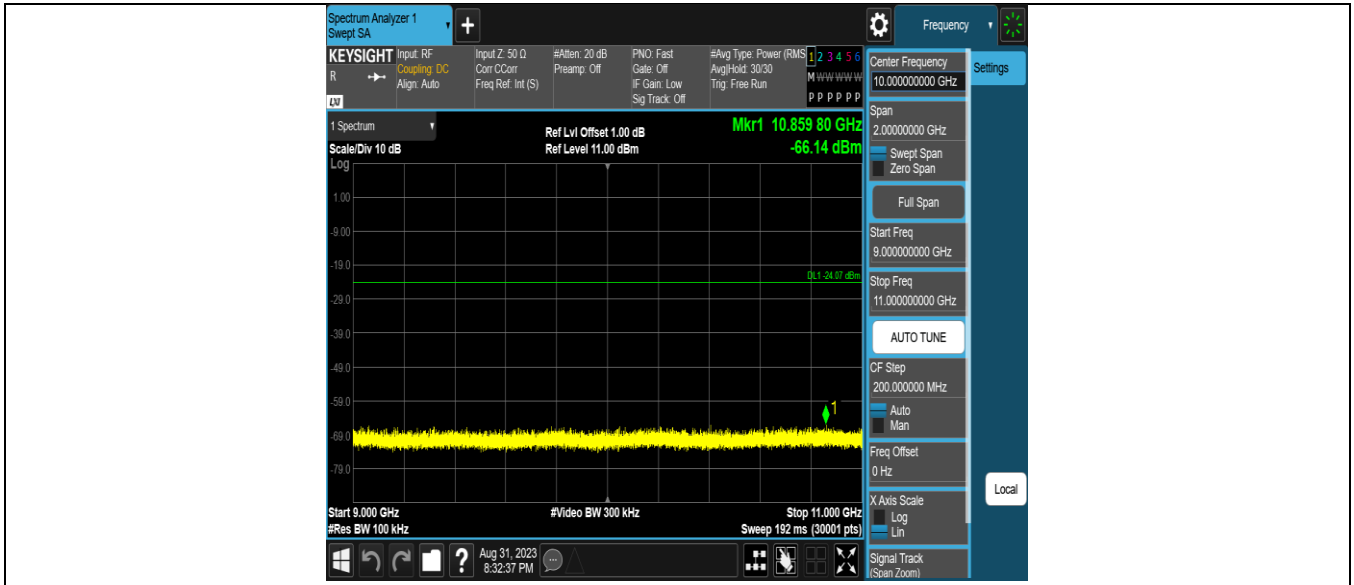 Spectrum Analyzer 1
Swept SA
+
Frequency
KEYSIGHT
R
LXI
Input: RF
Coupling: DC
Align: Auto
Input Z: 50 Ω
Corr CCorr
Freq Ref: Int (S)
#Atten: 20 dB
Preamp: Off
PNO: Fast
Gate: Off
IF Gain: Low
Sig Track: Off
#Avg Type: Power (RMS
Avg|Hold: 30/30
Trig: Free Run
1 2 3 4 5 6
M W W W W W
P P P P P P
1 Spectrum
Scale/Div 10 dB
Ref Lvl Offset 1.00 dB
Ref Level 11.00 dBm
Mkr1 10.859 80 GHz
-66.14 dBm
Log
1.00
-9.00
-19.0
DL1 -24.07 dBm
-29.0
-39.0
-49.0
-59.0
1
-69.0
-79.0
Start 9.000 GHz
#Video BW 300 kHz
Stop 11.000 GHz
#Res BW 100 kHz
Sweep 192 ms (30001 pts)
?
Aug 31, 2023
8:32:37 PM
Center Frequency
10.000000000 GHz
Settings
Span
2.00000000 GHz
Swept Span
Zero Span
Full Span
Start Freq
9.000000000 GHz
Stop Freq
11.000000000 GHz
AUTO TUNE
CF Step
200.000000 MHz
Auto
Man
Freq Offset
0 Hz
X Axis Scale
Log
Lin
Local
Signal Track
(Span Zoom)